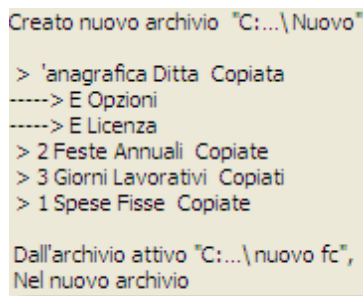 Creato nuovo archivio "C:...\Nuovo"
> 'anagrafica Ditta Copiata
-----> E Opzioni
-----> E Licenza
> 2 Feste Annuali Copiate
> 3 Giorni Lavorativi Copiati
> 1 Spese Fisse Copiate
Dall'archivio attivo "C:...\nuovo fc",
Nel nuovo archivio